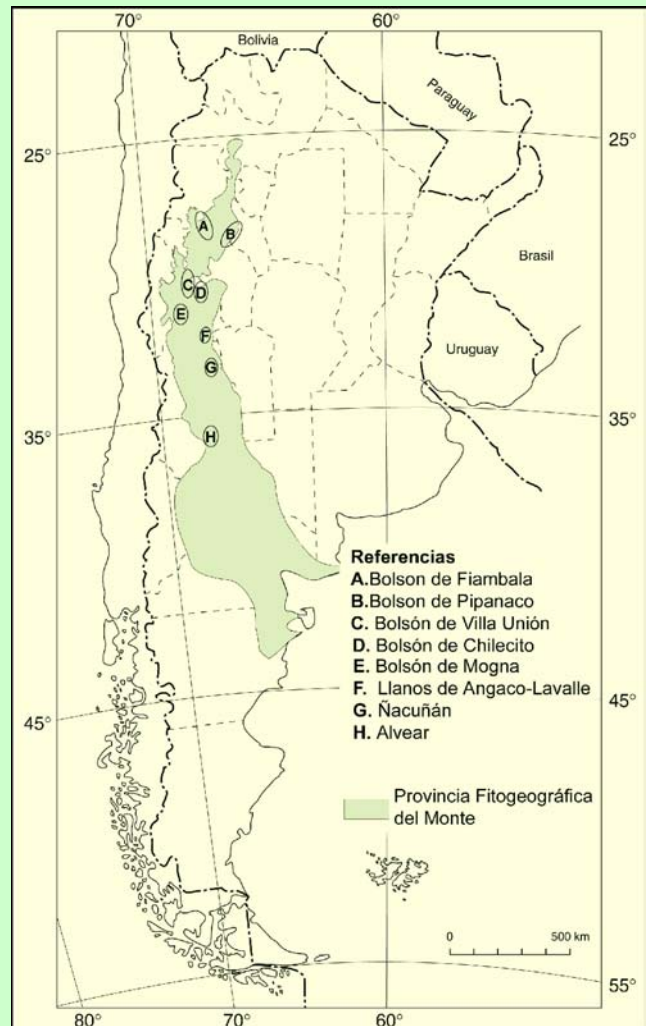 70°
60°
Bolivia
Paraguay
25°
25°
A
B
Brasil
C
D
E
F
Uruguay
G
35°
35°
H
Referencias
A.Bolson de Fiambala
B.Bolson de Pipanaco
C. Bolsón de Villa Unión
D. Bolsón de Chilecito
E. Bolsón de Mogna
F. Llanos de Angaco-Lavalle
G. Ñacuñán
H. Alvear
45°
45°
Provincia Fitogeográfica
del Monte
0 500 km
55°
80°
70°
60°